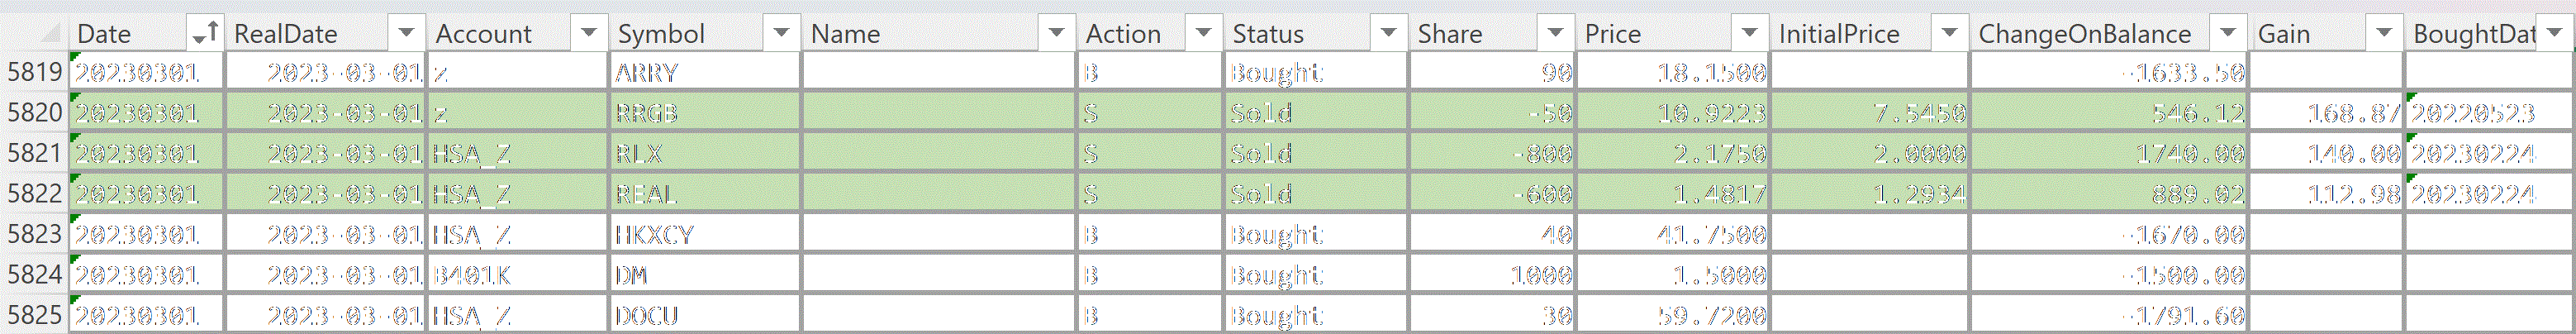 Date RealDate Account Symbol Name Action Status Share Price InitialPrice ChangeOnBalance Gain BoughtDat
5819 20230301 2023-03-01 z ARRY B Bought 90 18.1500 -1633.50
5820 20230301 2023-03-01 z RRGB S Sold -50 10.9223 7.5450 546.12 168.87 20220523
5821 20230301 2023-03-01 HSA_Z RLX S Sold -800 2.1750 2.0000 1740.00 140.00 20230224
5822 20230301 2023-03-01 HSA_Z REAL S Sold -600 1.4817 1.2934 889.02 112.98 20230224
5823 20230301 2023-03-01 HSA_Z HKXCY B Bought 40 41.7500 -1670.00
5824 20230301 2023-03-01 B401K DM B Bought 1000 1.5000 -1500.00
5825 20230301 2023-03-01 HSA_Z DOCU B Bought 30 59.7200 -1791.60